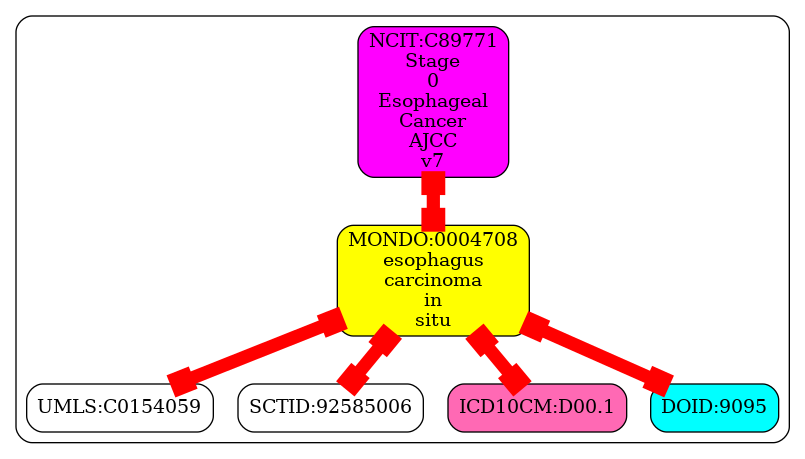 NCIT:C89771
Stage
0
Esophageal
Cancer
AJCC
v7
MONDO:0004708
esophagus
carcinoma
in
situ
UMLS:C0154059
SCTID:92585006
ICD10CM:D00.1
DOID:9095